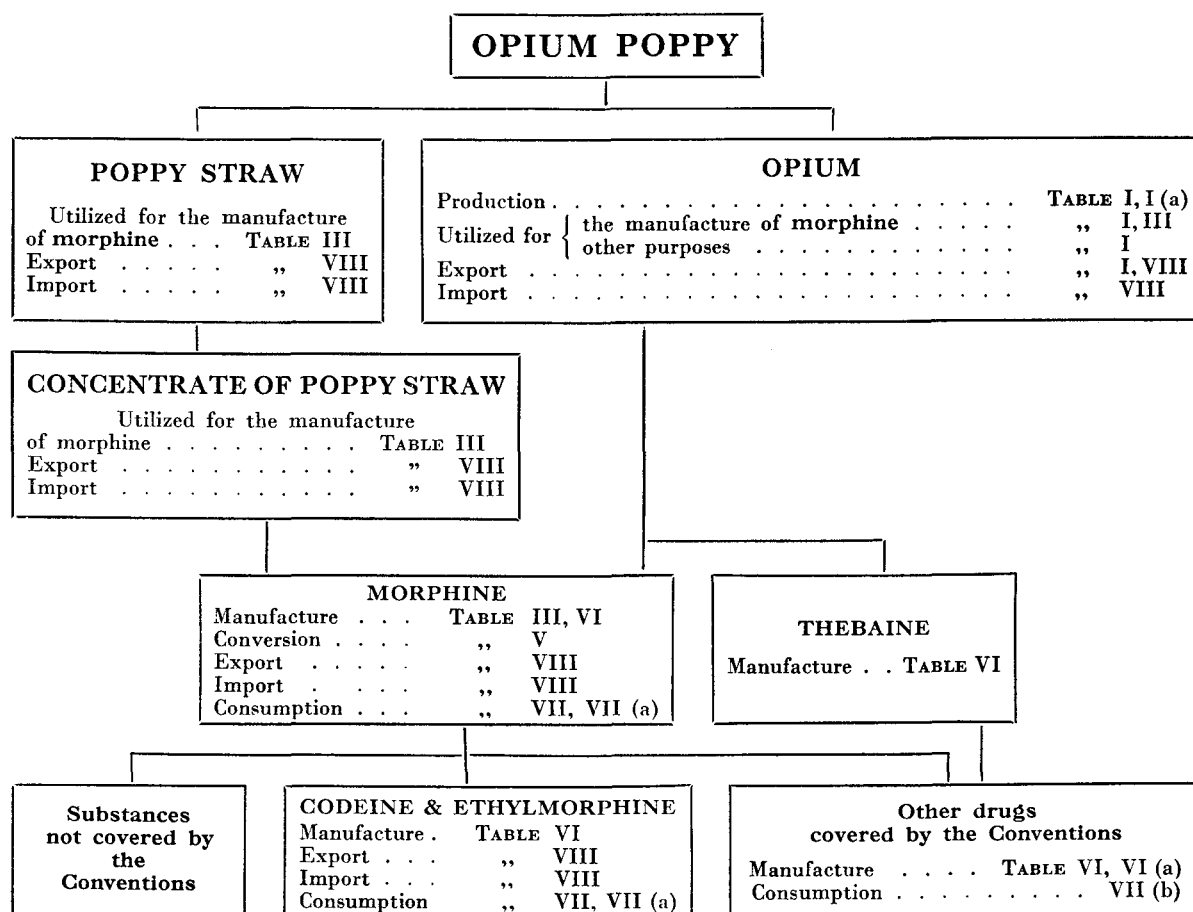 OPIUM POPPY
POPPY STRAW
Utilized for the manufacture
of morphine . . . TABLE III
Export . . . . . „ VIII
Import . . . . . „ VIII
OPIUM
Production . . . . . . . . . . . . . . . . . . . . . TABLE I, I (a)
Utilized for { the manufacture of morphine . . . . . „ I, III
other purposes . . . . . . . . . . . . „ I
Export . . . . . . . . . . . . . . . . . . . . . . „ I, VIII
Import . . . . . . . . . . . . . . . . . . . . . . „ VIII
CONCENTRATE OF POPPY STRAW
Utilized for the manufacture
of morphine . . . . . . . . . TABLE III
Export . . . . . . . . . . . ” VIII
Import . . . . . . . . . . . ” VIII
MORPHINE
Manufacture . . . TABLE III, VI
Conversion . . . . „ V
Export . . . . . „ VIII
Import . . . . „ VIII
Consumption . . . „ VII, VII (a)
THEBAINE
Manufacture . . TABLE VI
Substances
not covered by
the
Conventions
CODEINE & ETHYLMORPHINE
Manufacture . TABLE VI
Export . . . „ VIII
Import . . . „ VIII
Consumption „ VII, VII (a)
Other drugs
covered by the Conventions
Manufacture . . . . TABLE VI, VI (a)
Consumption . . . . . . . . . VII (b)